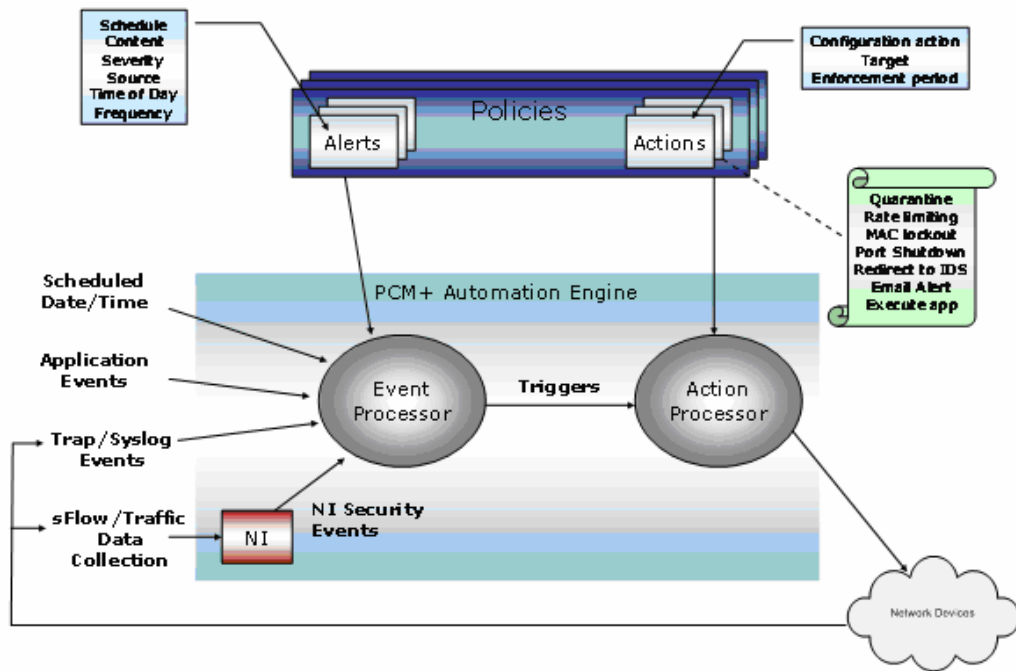 Schedule
Content
Severity
Source
Time of Day
Frequency
Configuration action
Target
Enforcement period
Policies
Alerts
Actions
Quarantine
Rate limiting
MAC lockout
Port Shutdown
Redirect to IDS
Email Alert
Execute app
PCM+ Automation Engine
Scheduled
Date/Time
Application
Events
Trap/Syslog
Events
sFlow/Traffic
Data
Collection
Event
Processor
Triggers
Action
Processor
NI
NI Security
Events
Network Devices